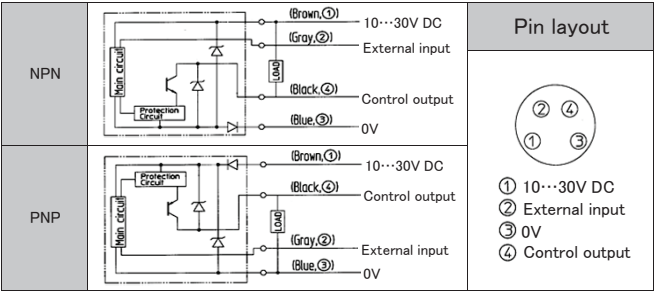 NPN
Main circuit
Protection
Circuit
LOAD
(Brown,①)
10…30V DC
(Gray,②)
External input
(Black,④)
Control output
(Blue,③)
0V
PNP
Protection
Circuit
Main circuit
LOAD
(Brown,①)
10…30V DC
(Black,④)
Control output
(Gray,②)
External input
(Blue,③)
0V
Pin layout
② ④
① ③
① 10…30V DC
② External input
③ 0V
④ Control output